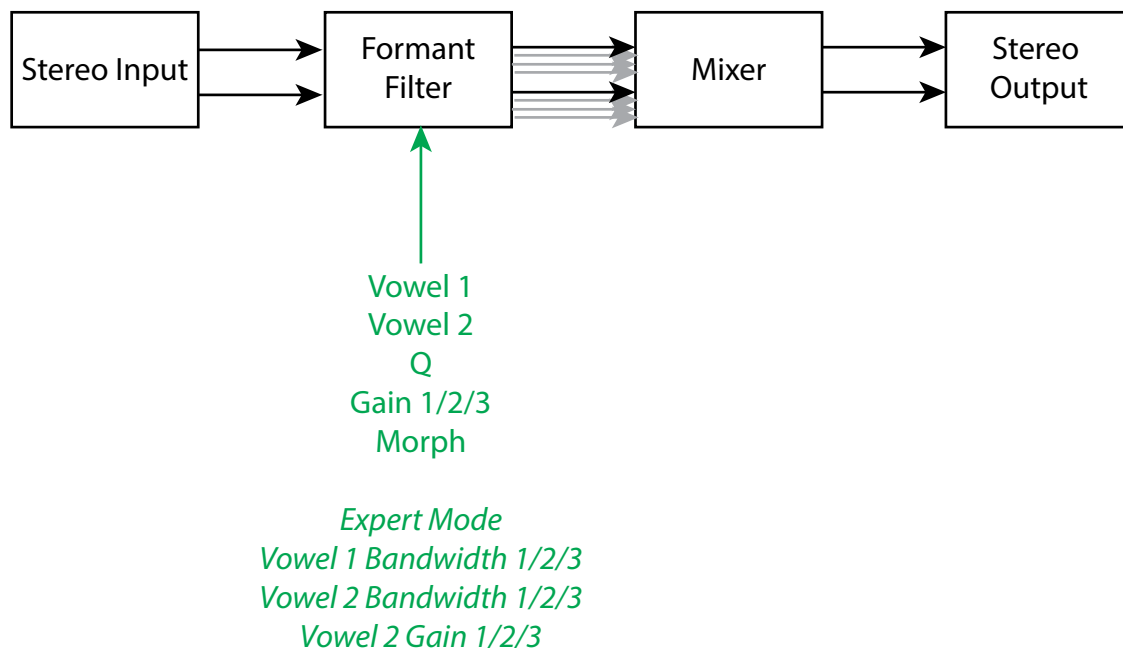 Stereo Input
Formant
Filter
Mixer
Stereo
Output
Vowel 1
Vowel 2
Q
Gain 1/2/3
Morph
Expert Mode
Vowel 1 Bandwidth 1/2/3
Vowel 2 Bandwidth 1/2/3
Vowel 2 Gain 1/2/3